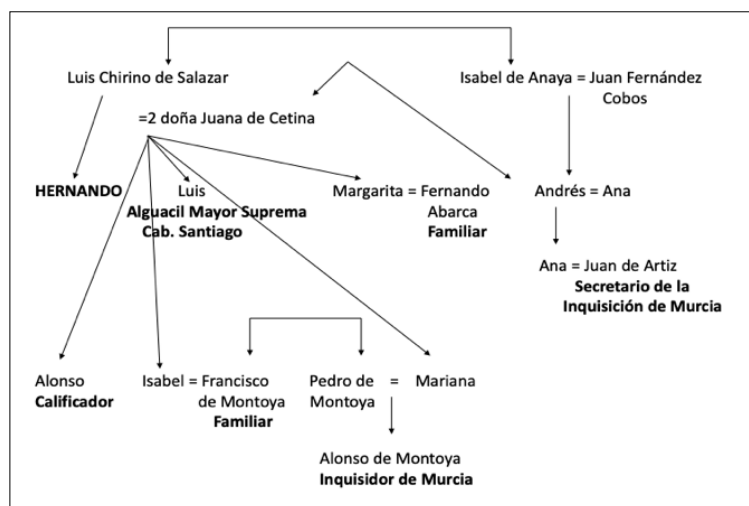 Luis Chirino de Salazar
Isabel de Anaya = Juan Fernández
Cobos
=2 doña Juana de Cetina
HERNANDO
Luis
Alguacil Mayor Suprema
Cab. Santiago
Margarita = Fernando
Abarca
Familiar
Andrés = Ana
Ana = Juan de Artiz
Secretario de la
Inquisición de Murcia
Alonso
Calificador
Isabel = Francisco
de Montoya
Familiar
Pedro de = Mariana
Montoya
Alonso de Montoya
Inquisidor de Murcia